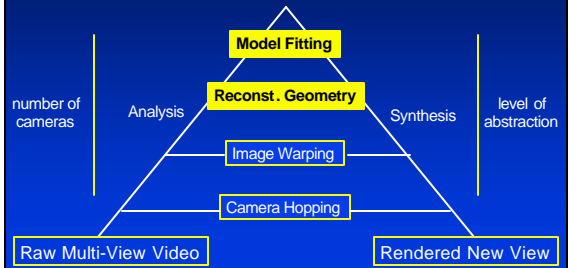 Model Fitting
Reconst. Geometry
number of
cameras
Analysis
Synthesis
level of
abstraction
Image Warping
Camera Hopping
Raw Multi-View Video
Rendered New View